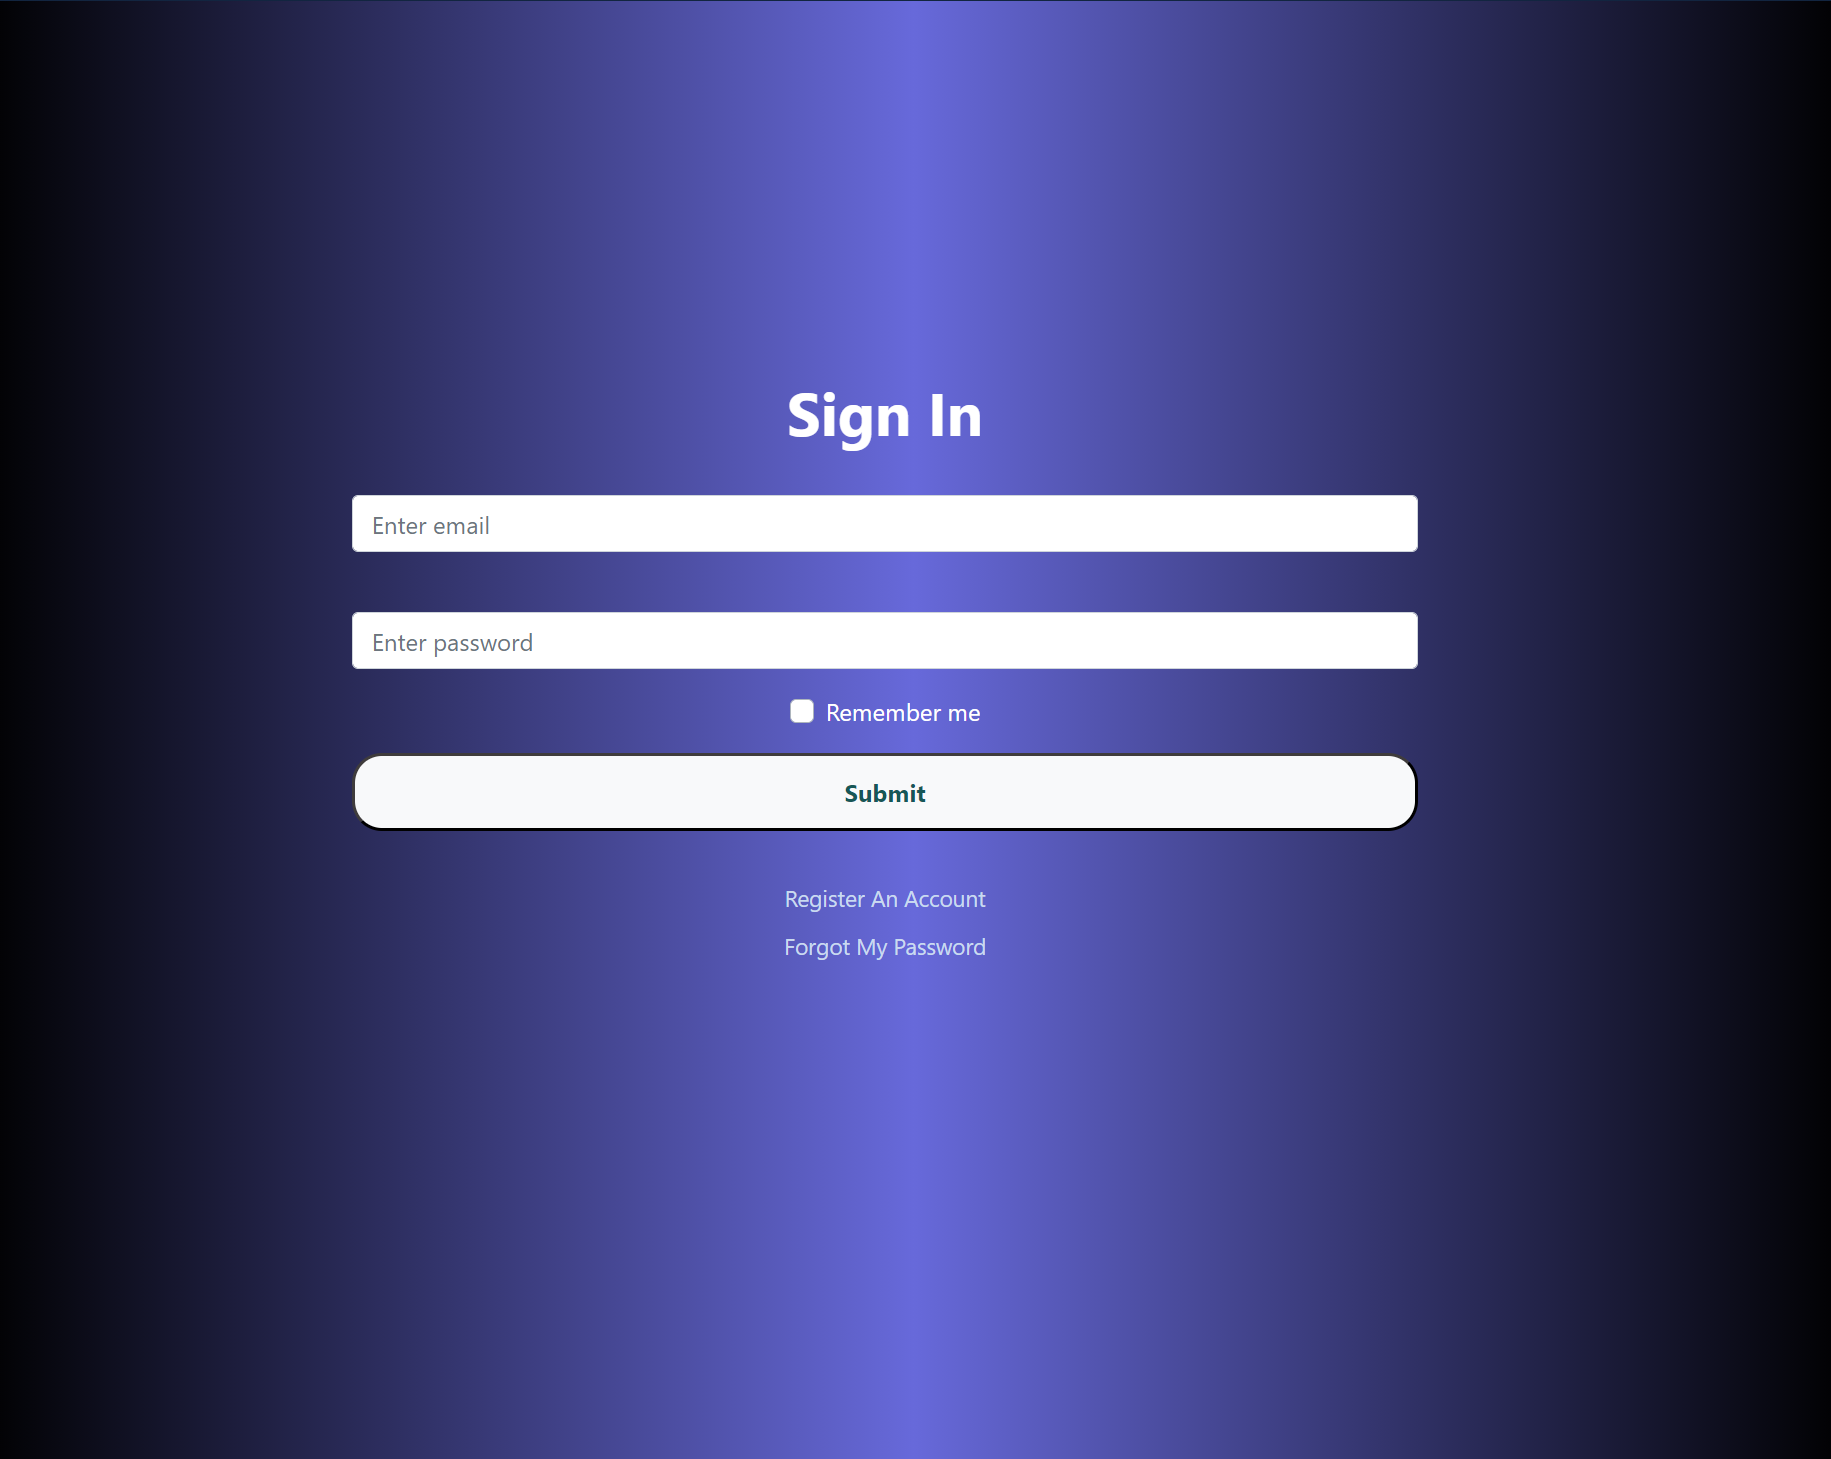 Sign In
Enter email
Enter password
Remember me
Submit
Register An Account
Forgot My Password